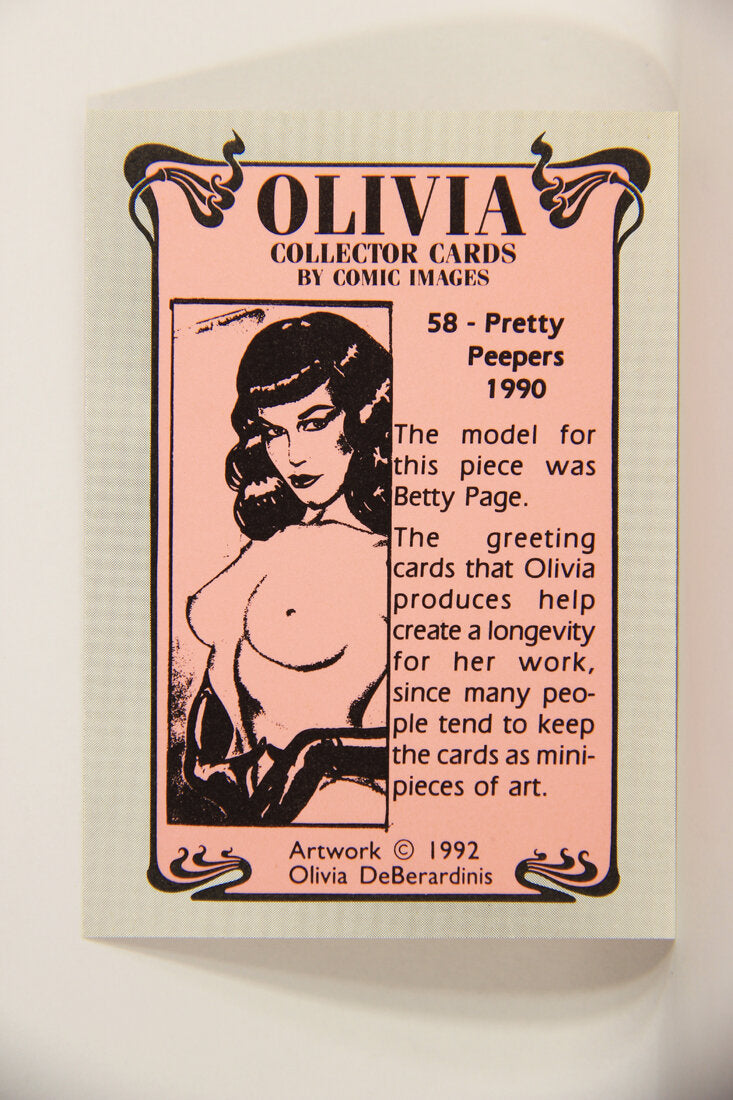 OLIVIA
COLLECTOR CARDS
BY COMIC IMAGES
58 - Pretty
Peepers
1990
The model for
this piece was
Betty Page.
The greeting
cards that Olivia
produces help
create a longevity
for her work,
since many peo-
ple tend to keep
the cards as mini-
pieces of art.
Artwork © 1992
Olivia DeBerardinis